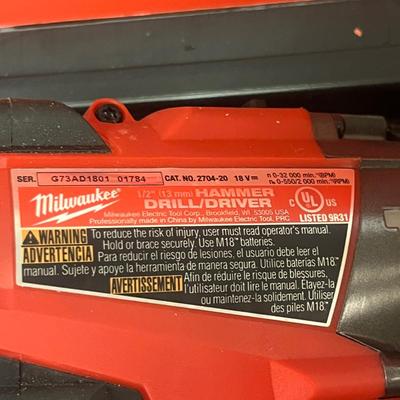 SER. G73AD1801 01784 CAT. NO. 2704-20 18 V⎓ n 0-32 000 min.⁻¹(BPM)
n₀ 0-550/2 000 min.⁻¹(RPM)
Milwaukee
1/2" (13 mm) HAMMER
DRILL/DRIVER
Milwaukee Electric Tool Corp., Brookfield, WI 53005 USA
Professionally made in China by Milwaukee Electric Tool, PRC
C UL US
LISTED 9R31
WARNING To reduce the risk of injury, user must read operator's manual.
Hold or brace securely. Use M18™ batteries.
ADVERTENCIA Para reducir el riesgo de lesiones, el usuario debe leer el
manual. Sujete y apoye la herramienta de manera segura. Utilice baterías M18™.
AVERTISSEMENT Afin de réduire le risque de blessures,
l'utilisateur doit lire le manual. Estabilizez
ou maintenez-la solidement. Utiliser
des piles M18™.